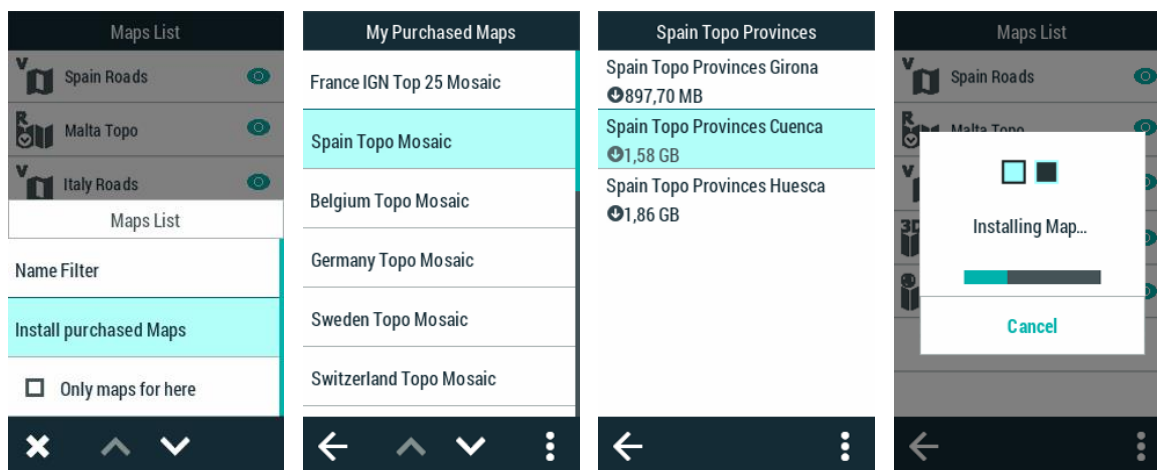 Maps List
V
Spain Roads
R
Malta Topo
V
Italy Roads
Maps List
Name Filter
Install purchased Maps
Only maps for here
My Purchased Maps
France IGN Top 25 Mosaic
Spain Topo Mosaic
Belgium Topo Mosaic
Germany Topo Mosaic
Sweden Topo Mosaic
Switzerland Topo Mosaic
Spain Topo Provinces
Spain Topo Provinces Girona
897,70 MB
Spain Topo Provinces Cuenca
1,58 GB
Spain Topo Provinces Huesca
1,86 GB
Maps List
V
Spain Roads
R
Malta Topo
V
3D
Installing Map...
Cancel